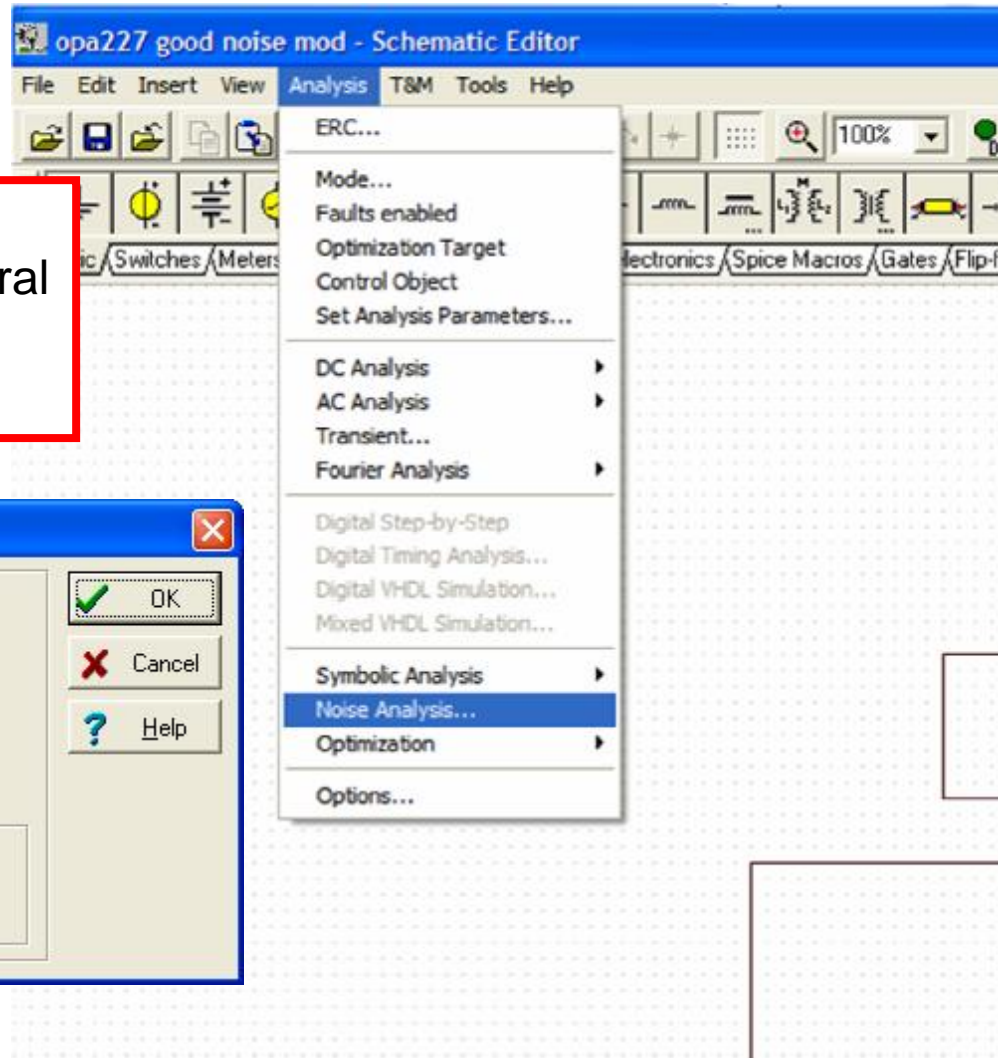 opa227 good noise mod - Schematic Editor
File Edit Insert View Analysis T&M Tools Help
100%
Switches Meters Spice Macros Gates
ERC...
Mode...
Faults enabled
Optimization Target
Control Object
Set Analysis Parameters...
DC Analysis
AC Analysis
Transient...
Fourier Analysis
Digital Step-by-Step
Digital Timing Analysis...
Digital VHDL Simulation...
Mixed VHDL Simulation...
Symbolic Analysis
Noise Analysis...
Optimization
Options...
ral
OK
Cancel
Help